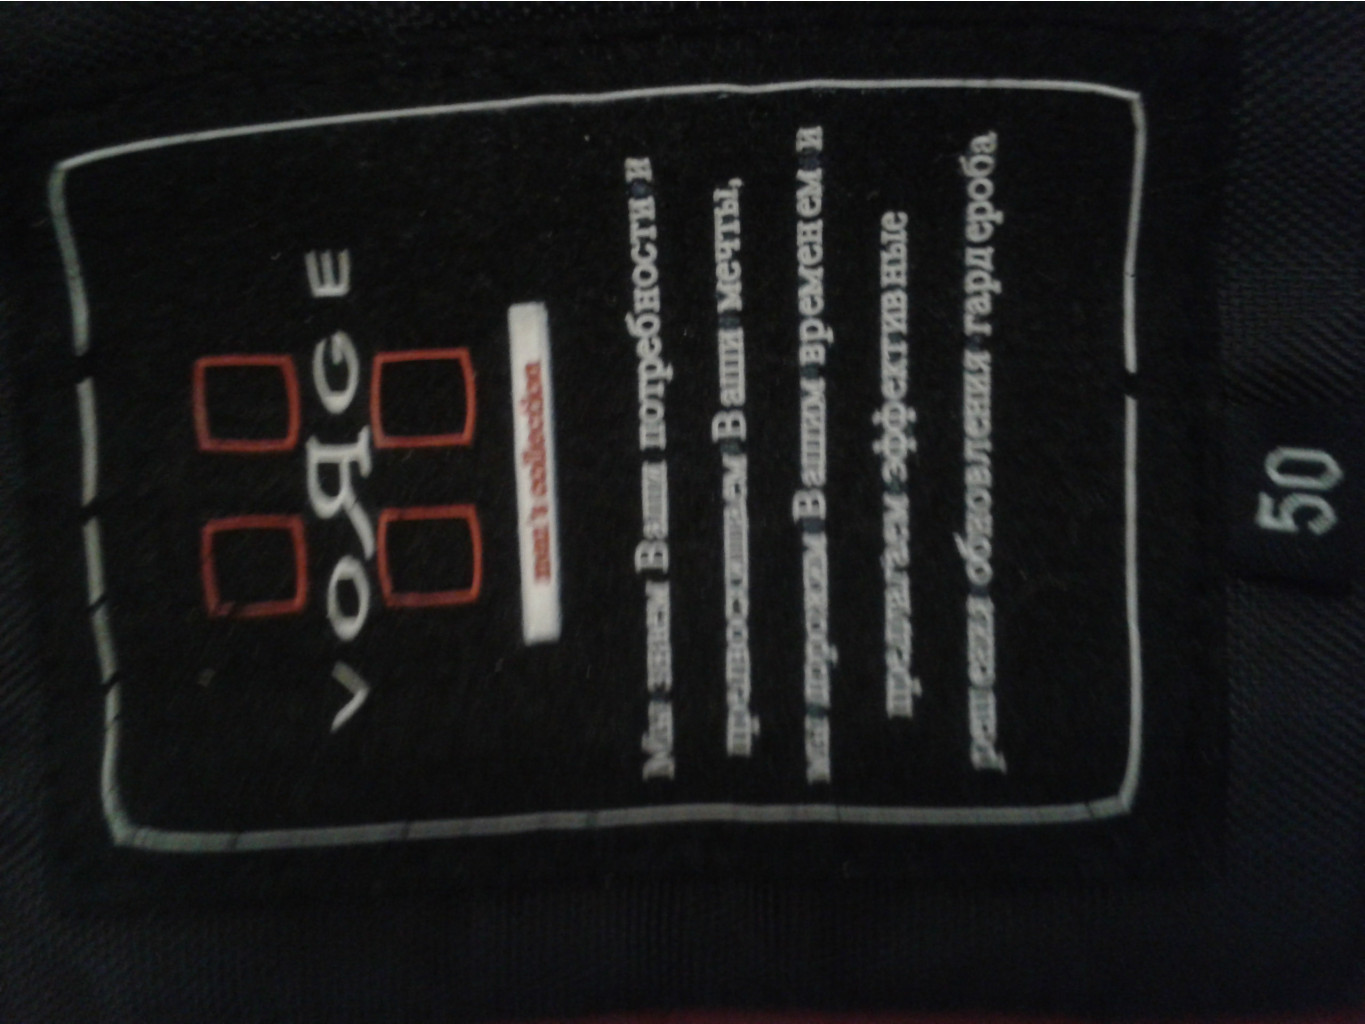 VOЯGE
men's collection
Мы знаем Ваши потребности и
превосходим Ваши мечты,
мы дорожим Вашим временем и
предлагаем эффективные
решения обновления гардероба
50